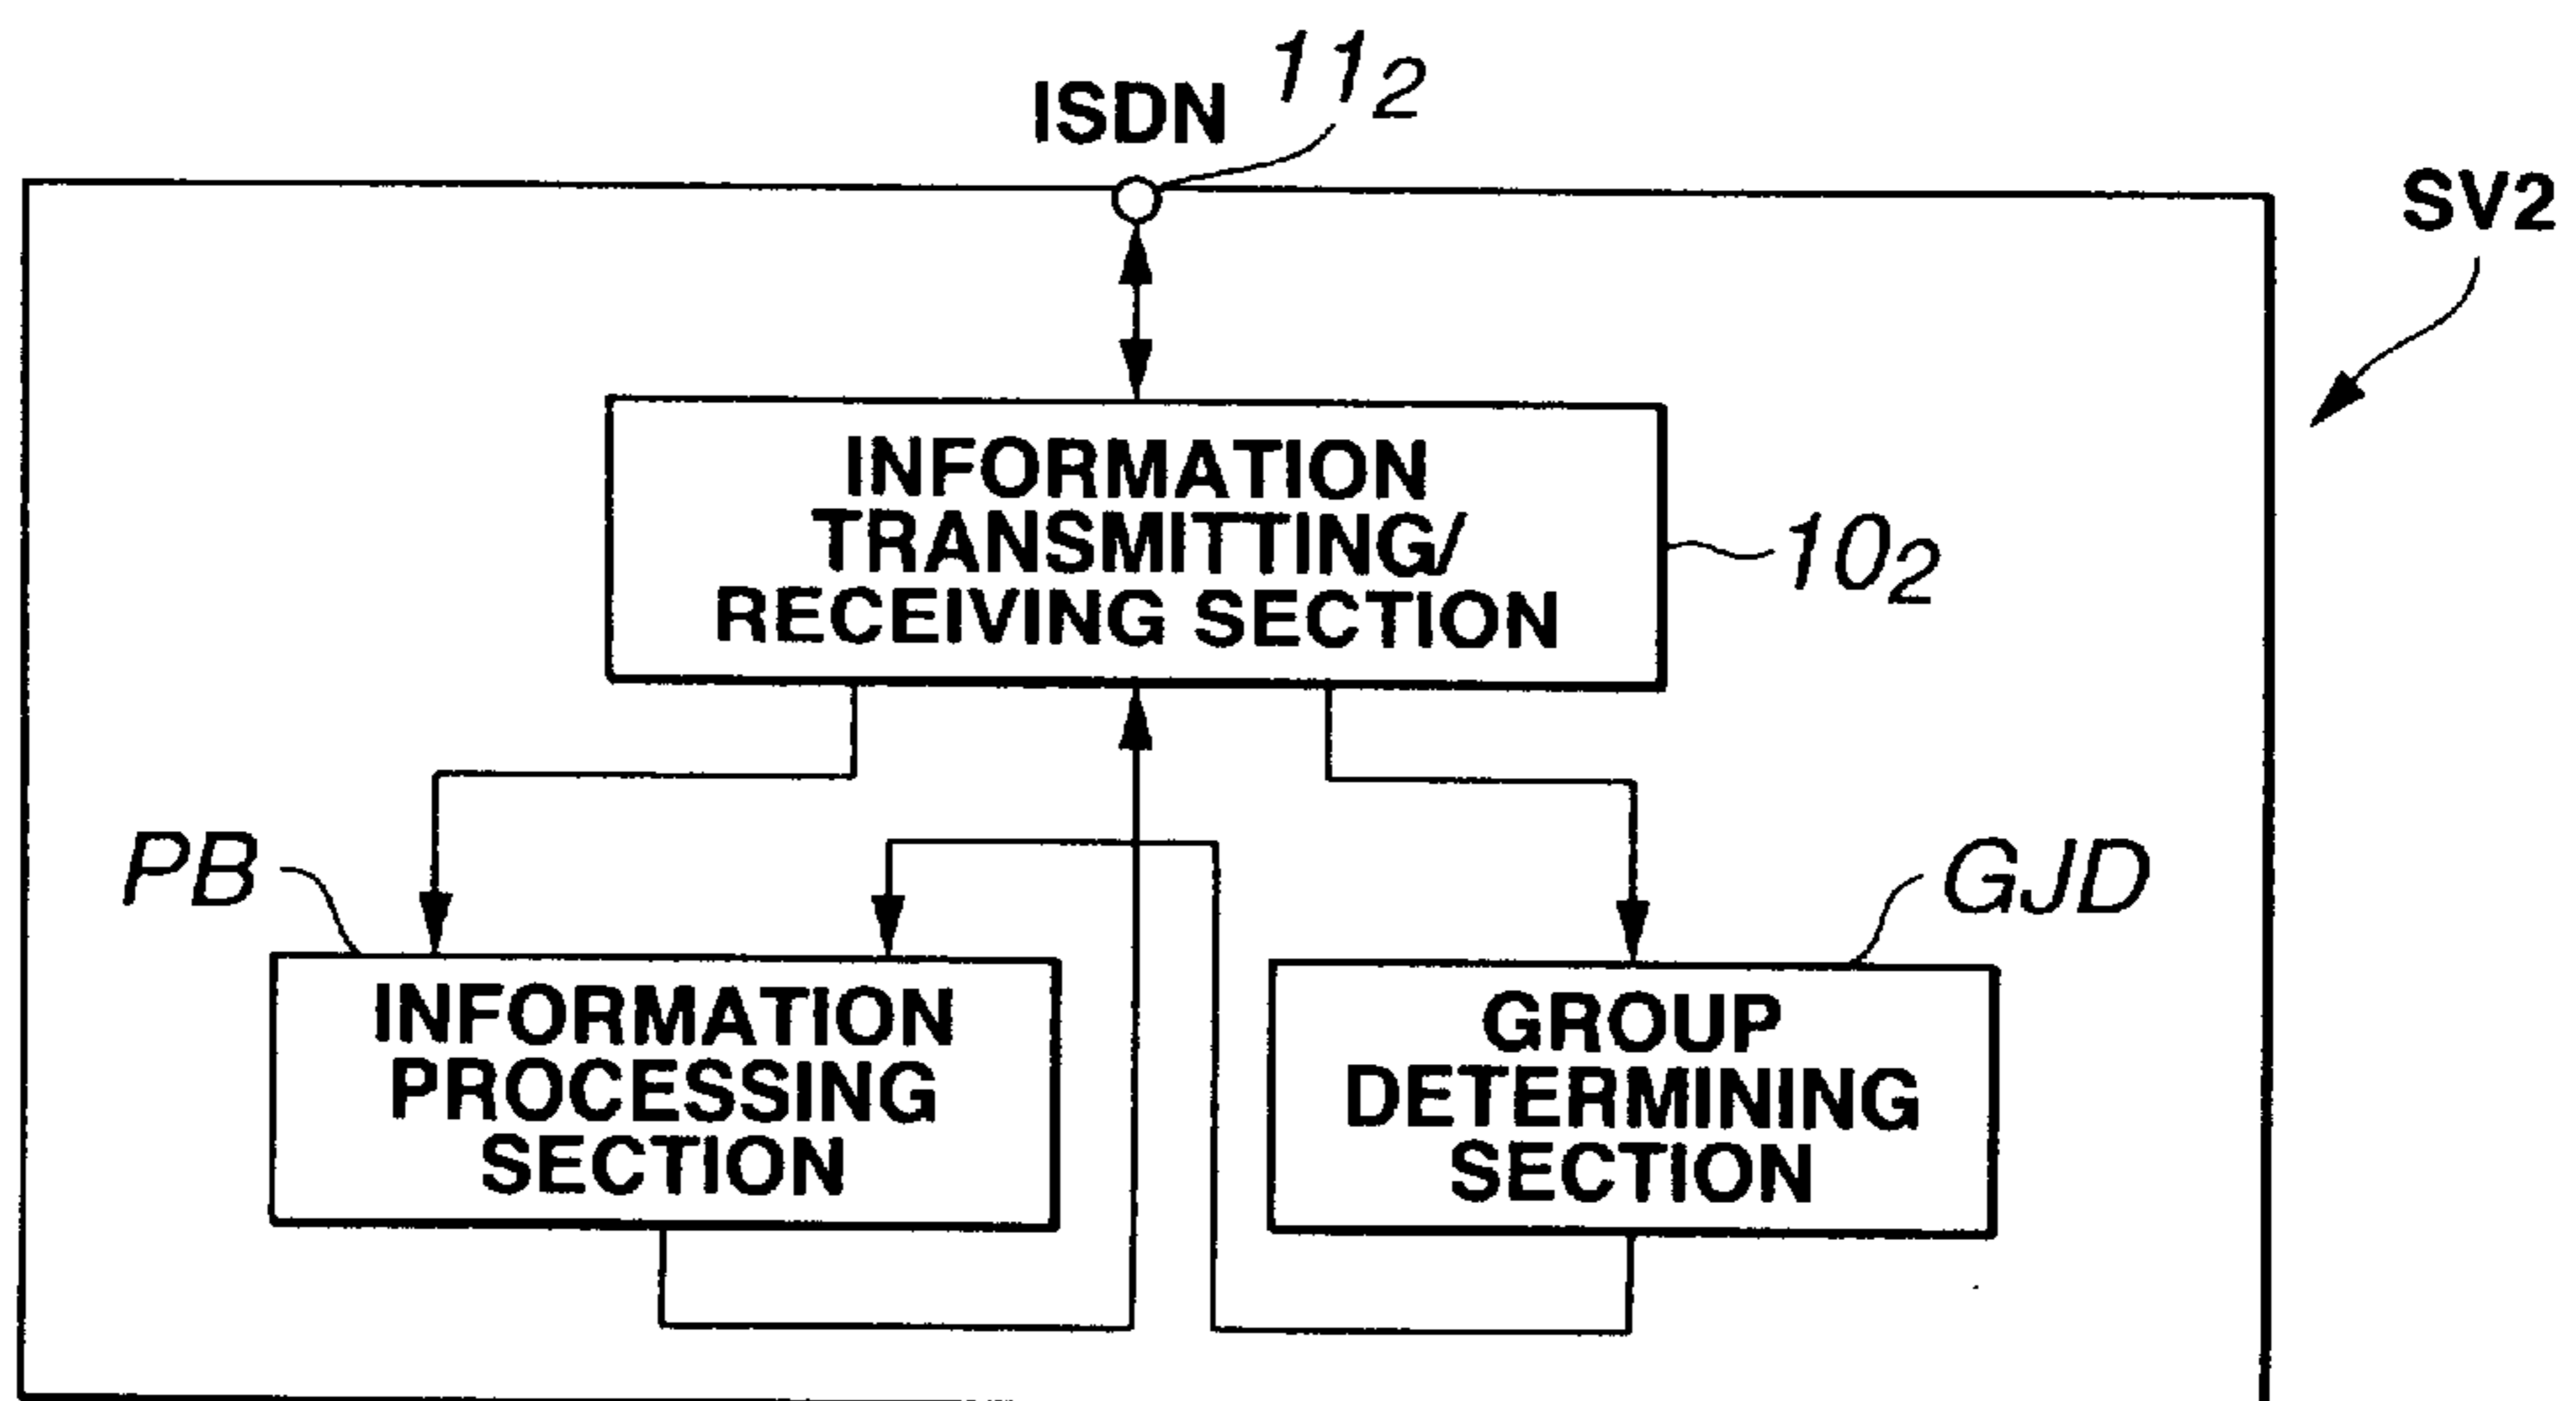 ISDN 11₂
SV2
INFORMATION
TRANSMITTING/
RECEIVING SECTION
10₂
PB
GJD
INFORMATION
PROCESSING
SECTION
GROUP
DETERMINING
SECTION